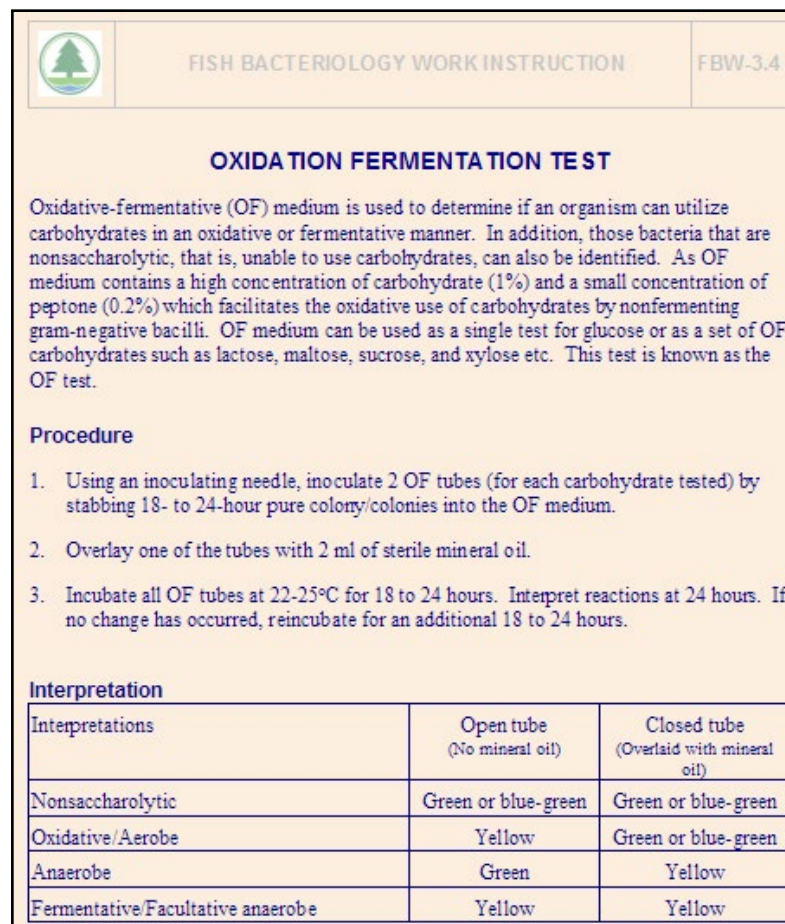 FISH BACTERIOLOGY WORK INSTRUCTION FBW-3.4
OXIDATION FERMENTATION TEST
Oxidative-fermentative (OF) medium is used to determine if an organism can utilize
carbohydrates in an oxidative or fermentative manner. In addition, those bacteria that are
nonsaccharolytic, that is, unable to use carbohydrates, can also be identified. As OF
medium contains a high concentration of carbohydrate (1%) and a small concentration of
peptone (0.2%) which facilitates the oxidative use of carbohydrates by nonfermenting
gram-negative bacilli. OF medium can be used as a single test for glucose or as a set of OF
carbohydrates such as lactose, maltose, sucrose, and xylose etc. This test is known as the
OF test.
Procedure
1. Using an inoculating needle, inoculate 2 OF tubes (for each carbohydrate tested) by
stabbing 18- to 24-hour pure colony/colonies into the OF medium.
2. Overlay one of the tubes with 2 ml of sterile mineral oil.
3. Incubate all OF tubes at 22-25°C for 18 to 24 hours. Interpret reactions at 24 hours. If
no change has occurred, reincubate for an additional 18 to 24 hours.
Interpretation
Interpretations Open tube Closed tube
(No mineral oil) (Overlaid with mineral
oil)
Nonsaccharolytic Green or blue-green Green or blue-green
Oxidative/Aerobe Yellow Green or blue-green
Anaerobe Green Yellow
Fermentative/Facultative anaerobe Yellow Yellow